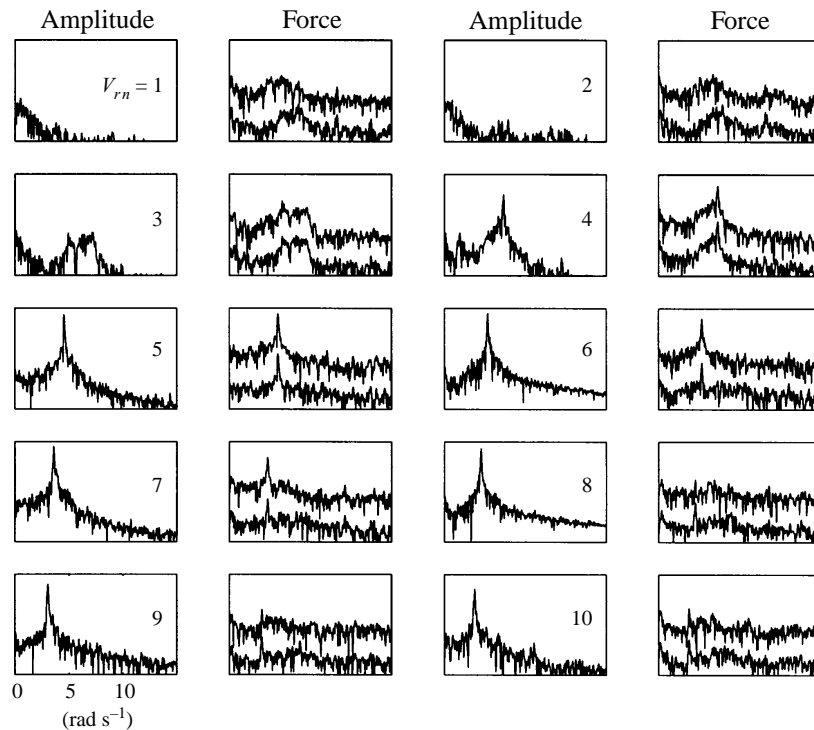 Amplitude Force Amplitude Force
V_rn = 1 2
3 4
5 6
7 8
9 10
0 5 10
(rad s⁻¹)